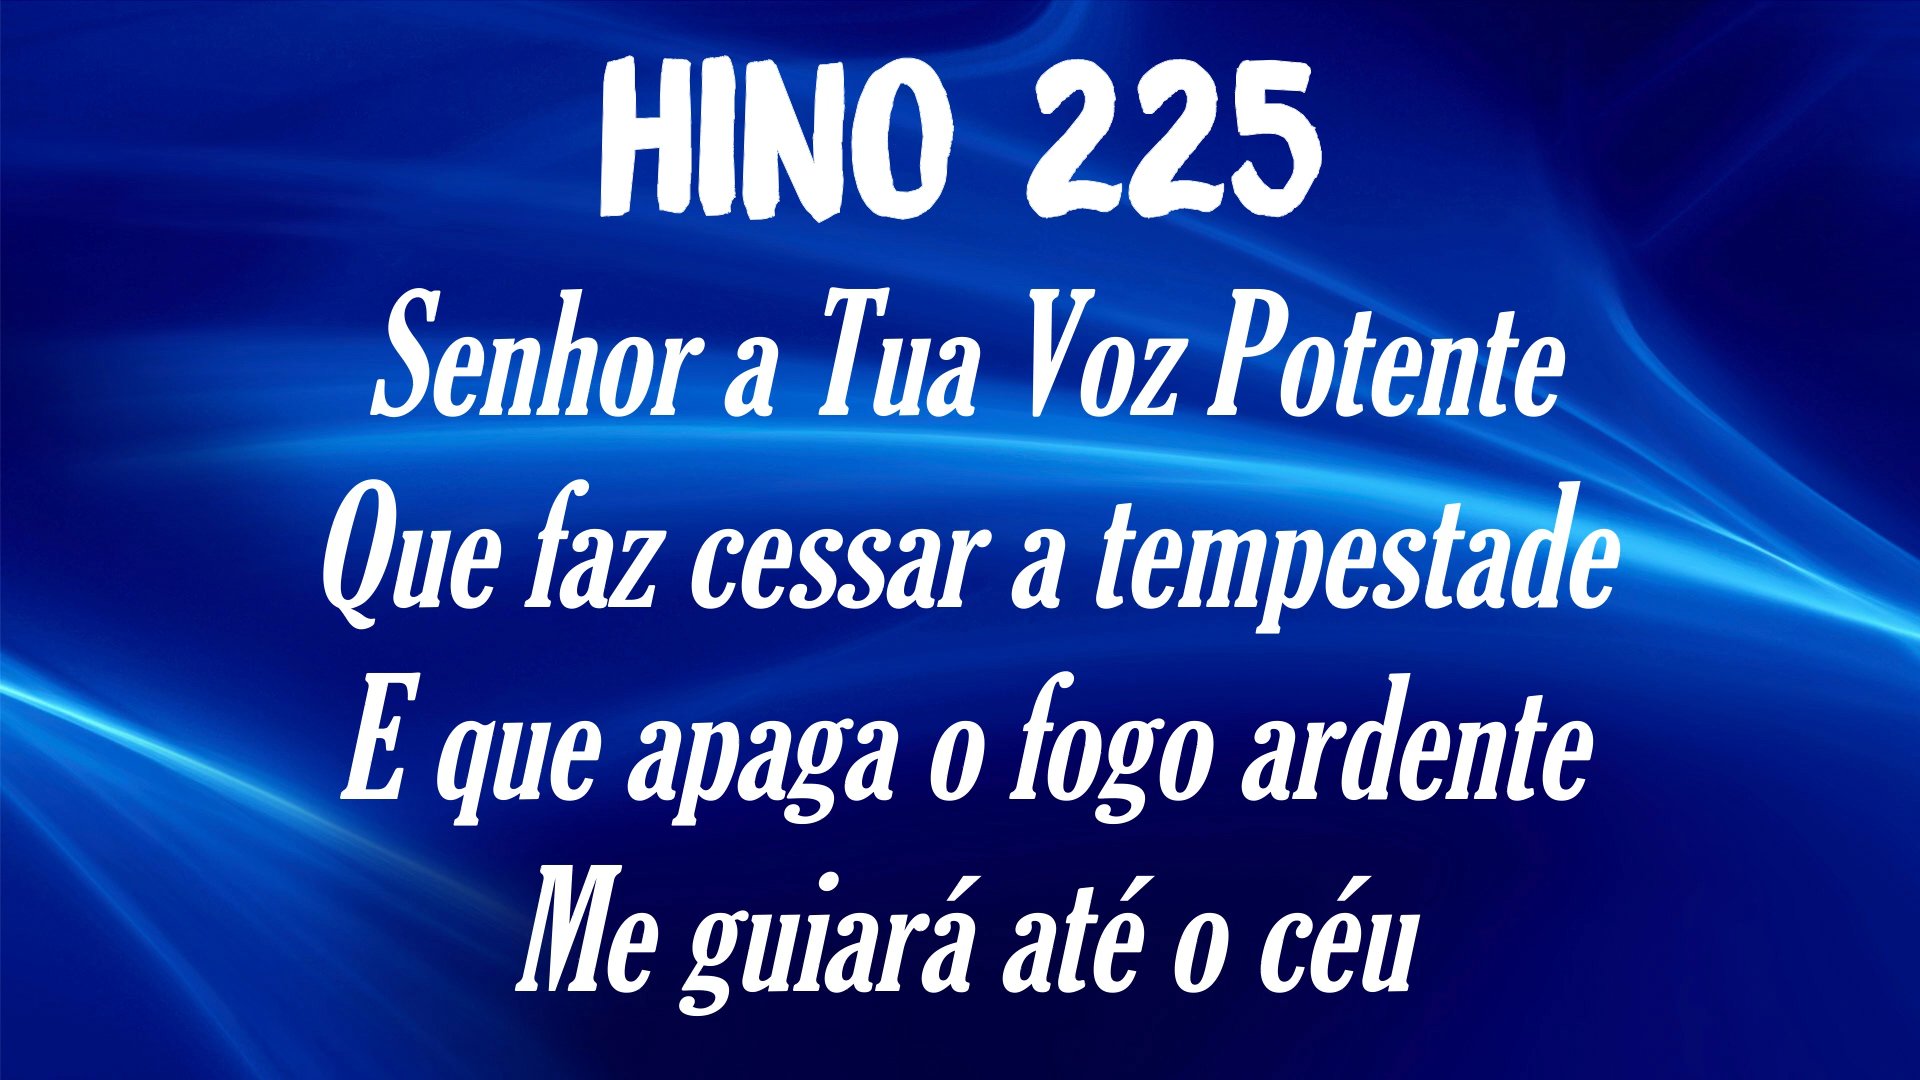 HINO 225
Senhor a Tua Voz Potente
Que faz cessar a tempestade
E que apaga o fogo ardente
Me guiará até o céu